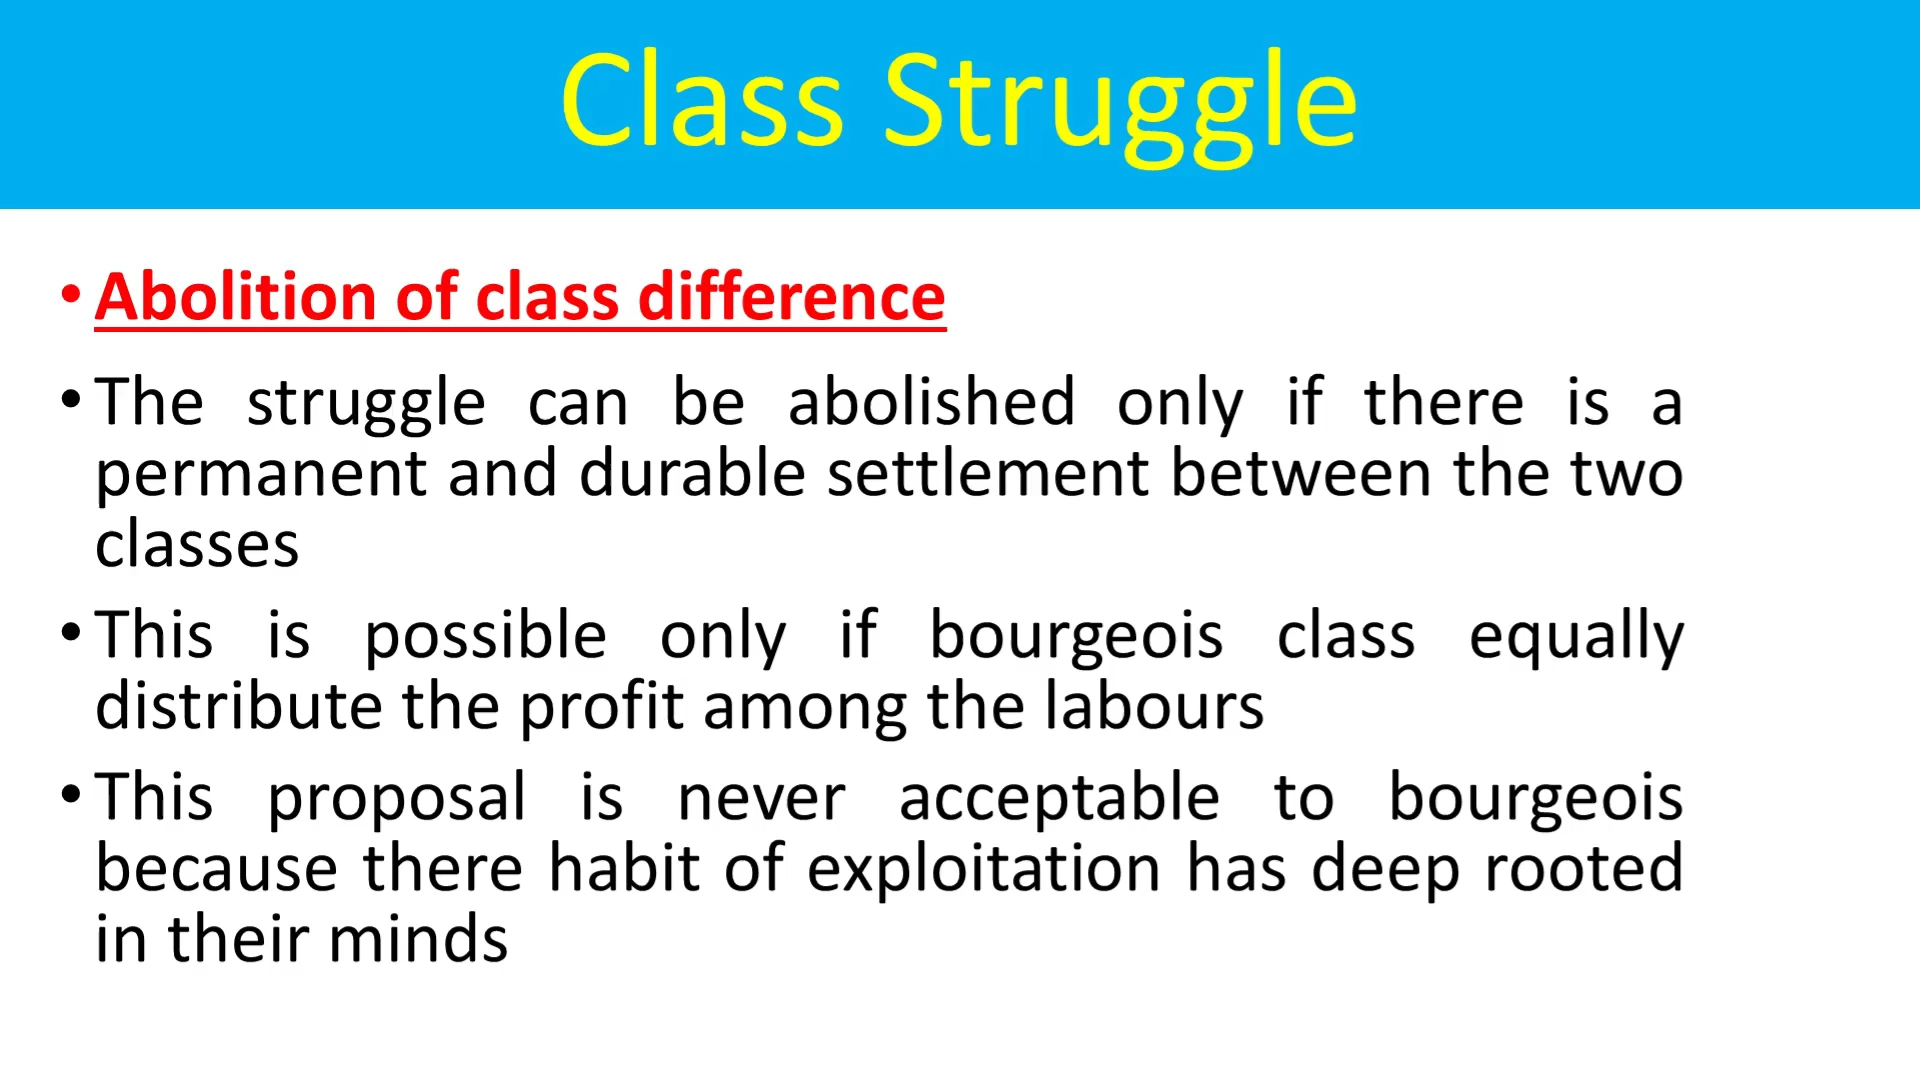 Class Struggle
• Abolition of class difference
• The struggle can be abolished only if there is a
permanent and durable settlement between the two
classes
• This is possible only if bourgeois class equally
distribute the profit among the labours
• This proposal is never acceptable to bourgeois
because there habit of exploitation has deep rooted
in their minds